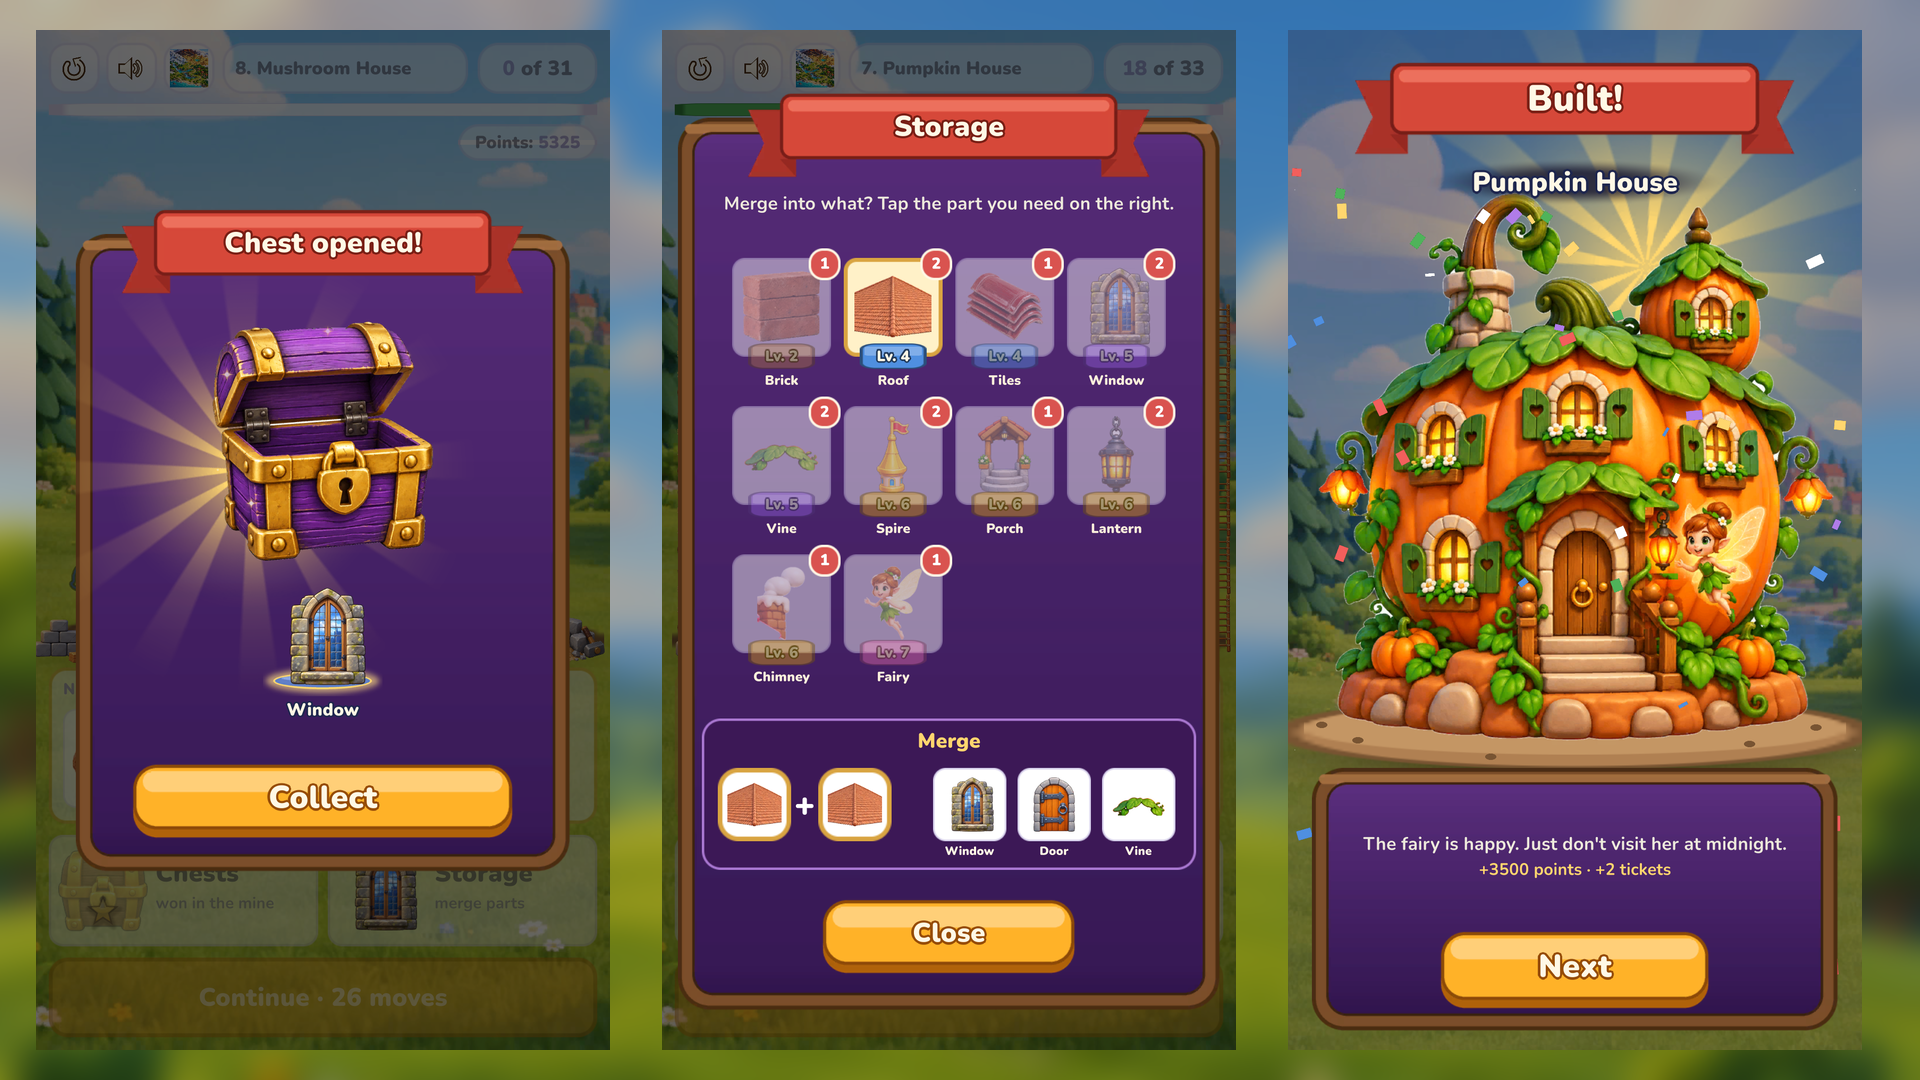 8. Mushroom House
0 of 31
Points: 5325
Chest opened!
Window
Collect
Chests
won in the mine
Storage
merge parts
Continue · 26 moves
7. Pumpkin House
18 of 33
Storage
Merge into what? Tap the part you need on the right.
1
2
1
2
Lv. 2
Lv. 4
Lv. 4
Lv. 5
Brick
Roof
Tiles
Window
2
2
1
2
Lv. 5
Lv. 6
Lv. 6
Lv. 6
Vine
Spire
Porch
Lantern
1
1
Lv. 6
Lv. 7
Chimney
Fairy
Merge
+
Window
Door
Vine
Close
Built!
Pumpkin House
The fairy is happy. Just don't visit her at midnight.
+3500 points · +2 tickets
Next